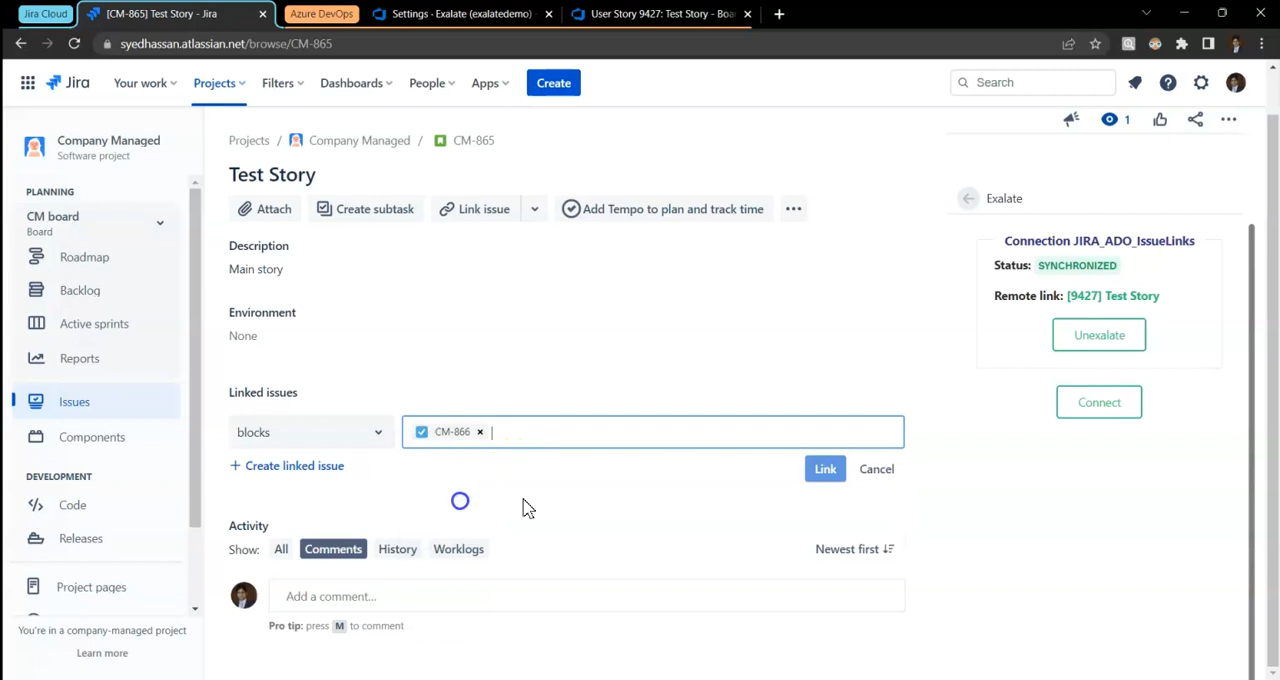 Jira Cloud
[CM-865] Test Story - Jira
Azure DevOps
Settings · Exalate (exalatedemo)
User Story 9427: Test Story - Boa
syedhassan.atlassian.net/browse/CM-865
Jira
Your work
Projects
Filters
Dashboards
People
Apps
Create
Search
Company Managed
Software project
PLANNING
CM board
Board
Roadmap
Backlog
Active sprints
Reports
Issues
Components
DEVELOPMENT
Code
Releases
Project pages
You're in a company-managed project
Learn more
Projects / Company Managed / CM-865
Test Story
Attach
Create subtask
Link issue
Add Tempo to plan and track time
Description
Main story
Environment
None
Linked issues
blocks
CM-866
+ Create linked issue
Link
Cancel
Activity
Show: All Comments History Worklogs
Newest first
Add a comment...
Pro tip: press M to comment
1
Exalate
Connection JIRA_ADO_IssueLinks
Status: SYNCHRONIZED
Remote link: [9427] Test Story
Unexalate
Connect